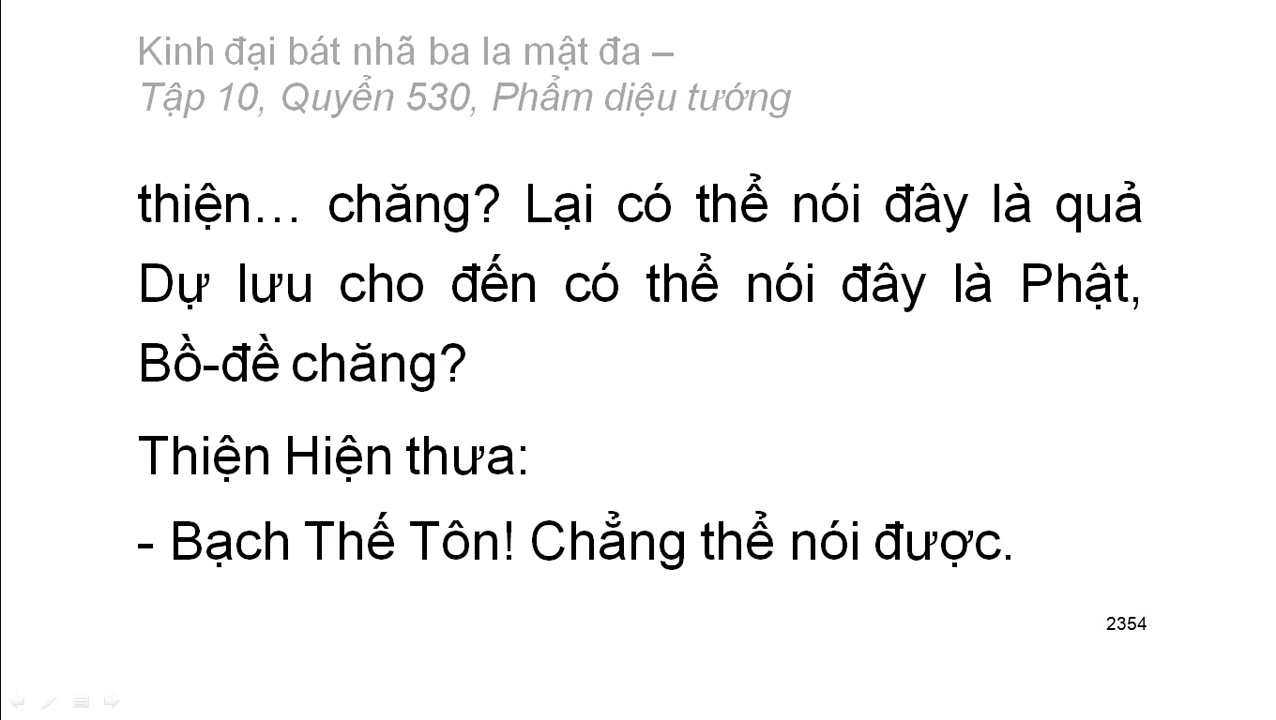 Kinh đại bát nhã ba la mật đa –
Tập 10, Quyển 530, Phẩm diệu tướng
thiện… chăng? Lại có thể nói đây là quả
Dự lưu cho đến có thể nói đây là Phật,
Bồ-đề chăng?
Thiện Hiện thưa:
- Bạch Thế Tôn! Chẳng thể nói được.
2354